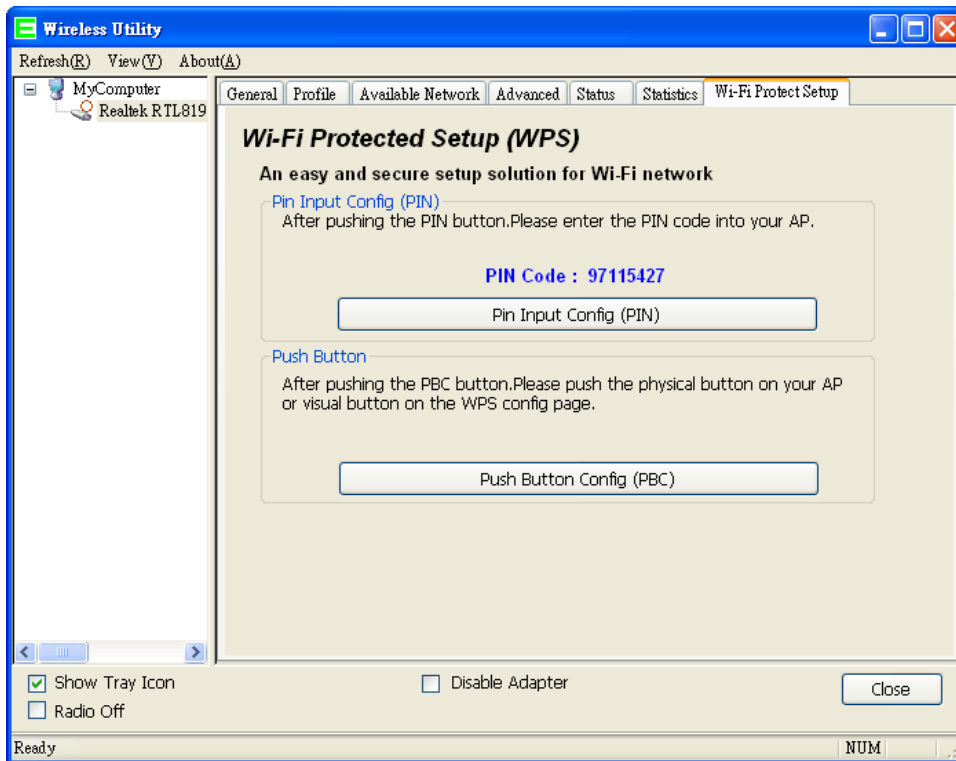 Wireless Utility
Refresh(R) View(V) About(A)
MyComputer
Realtek RTL819
General Profile Available Network Advanced Status Statistics Wi-Fi Protect Setup
Wi-Fi Protected Setup (WPS)
An easy and secure setup solution for Wi-Fi network
Pin Input Config (PIN)
After pushing the PIN button.Please enter the PIN code into your AP.
PIN Code : 97115427
Pin Input Config (PIN)
Push Button
After pushing the PBC button.Please push the physical button on your AP
or visual button on the WPS config page.
Push Button Config (PBC)
Show Tray Icon
Disable Adapter
Close
Radio Off
Ready
NUM